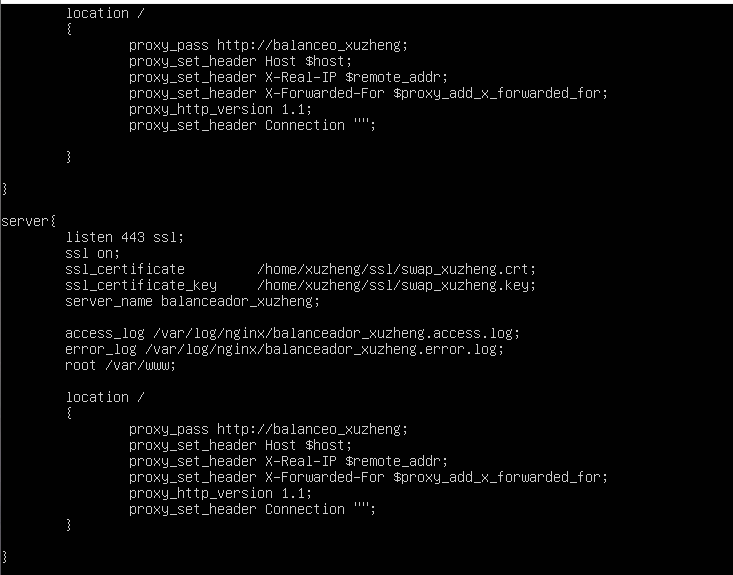 location /
{
proxy_pass http://balanceo_xuzheng;
proxy_set_header Host $host;
proxy_set_header X-Real-IP $remote_addr;
proxy_set_header X-Forwarded-For $proxy_add_x_forwarded_for;
proxy_http_version 1.1;
proxy_set_header Connection "";
}
}
server{
listen 443 ssl;
ssl on;
ssl_certificate /home/xuzheng/ssl/swap_xuzheng.crt;
ssl_certificate_key /home/xuzheng/ssl/swap_xuzheng.key;
server_name balanceador_xuzheng;
access_log /var/log/nginx/balanceador_xuzheng.access.log;
error_log /var/log/nginx/balanceador_xuzheng.error.log;
root /var/www;
location /
{
proxy_pass http://balanceo_xuzheng;
proxy_set_header Host $host;
proxy_set_header X-Real-IP $remote_addr;
proxy_set_header X-Forwarded-For $proxy_add_x_forwarded_for;
proxy_http_version 1.1;
proxy_set_header Connection "";
}
}